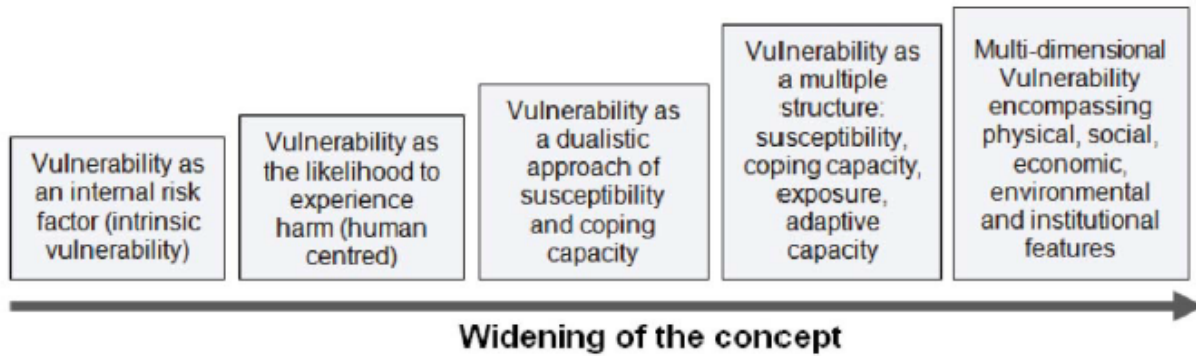 Vulnerability as
an internal risk
factor (intrinsic
vulnerability)
Vulnerability as
the likelihood to
experience
harm (human
centred)
Vulnerability as
a dualistic
approach of
susceptibility
and coping
capacity
Vulnerability as
a multiple
structure:
susceptibility,
coping capacity,
exposure,
adaptive
capacity
Multi-dimensional
Vulnerability
encompassing
physical, social,
economic,
environmental
and institutional
features
Widening of the concept